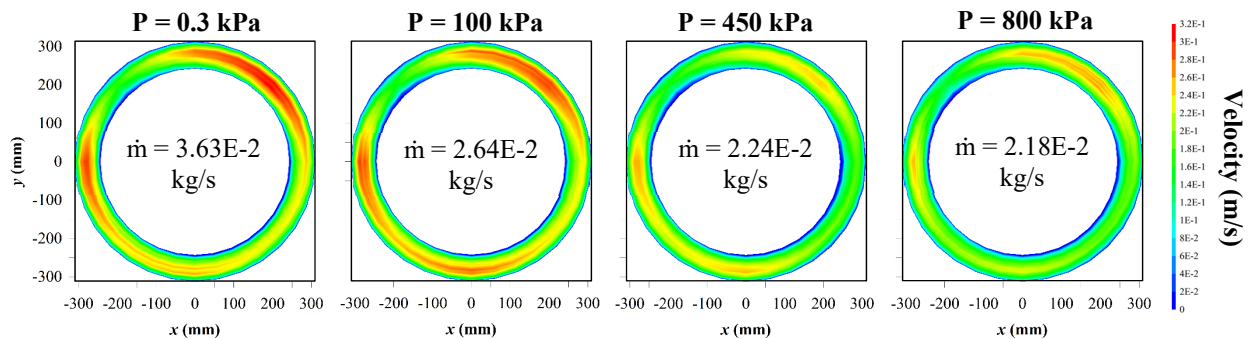 P = 0.3 kPa
P = 100 kPa
P = 450 kPa
P = 800 kPa
300
200
100
0
-100
-200
-300
y (mm)
ṁ = 3.63E-2
kg/s
ṁ = 2.64E-2
kg/s
ṁ = 2.24E-2
kg/s
ṁ = 2.18E-2
kg/s
-300 -200 -100 0 100 200 300
-300 -200 -100 0 100 200 300
-300 -200 -100 0 100 200 300
-300 -200 -100 0 100 200 300
x (mm)
x (mm)
x (mm)
x (mm)
3.2E-1
3E-1
2.8E-1
2.6E-1
2.4E-1
2.2E-1
2E-1
1.8E-1
1.6E-1
1.4E-1
1.2E-1
1E-1
8E-2
6E-2
4E-2
2E-2
0
Velocity (m/s)